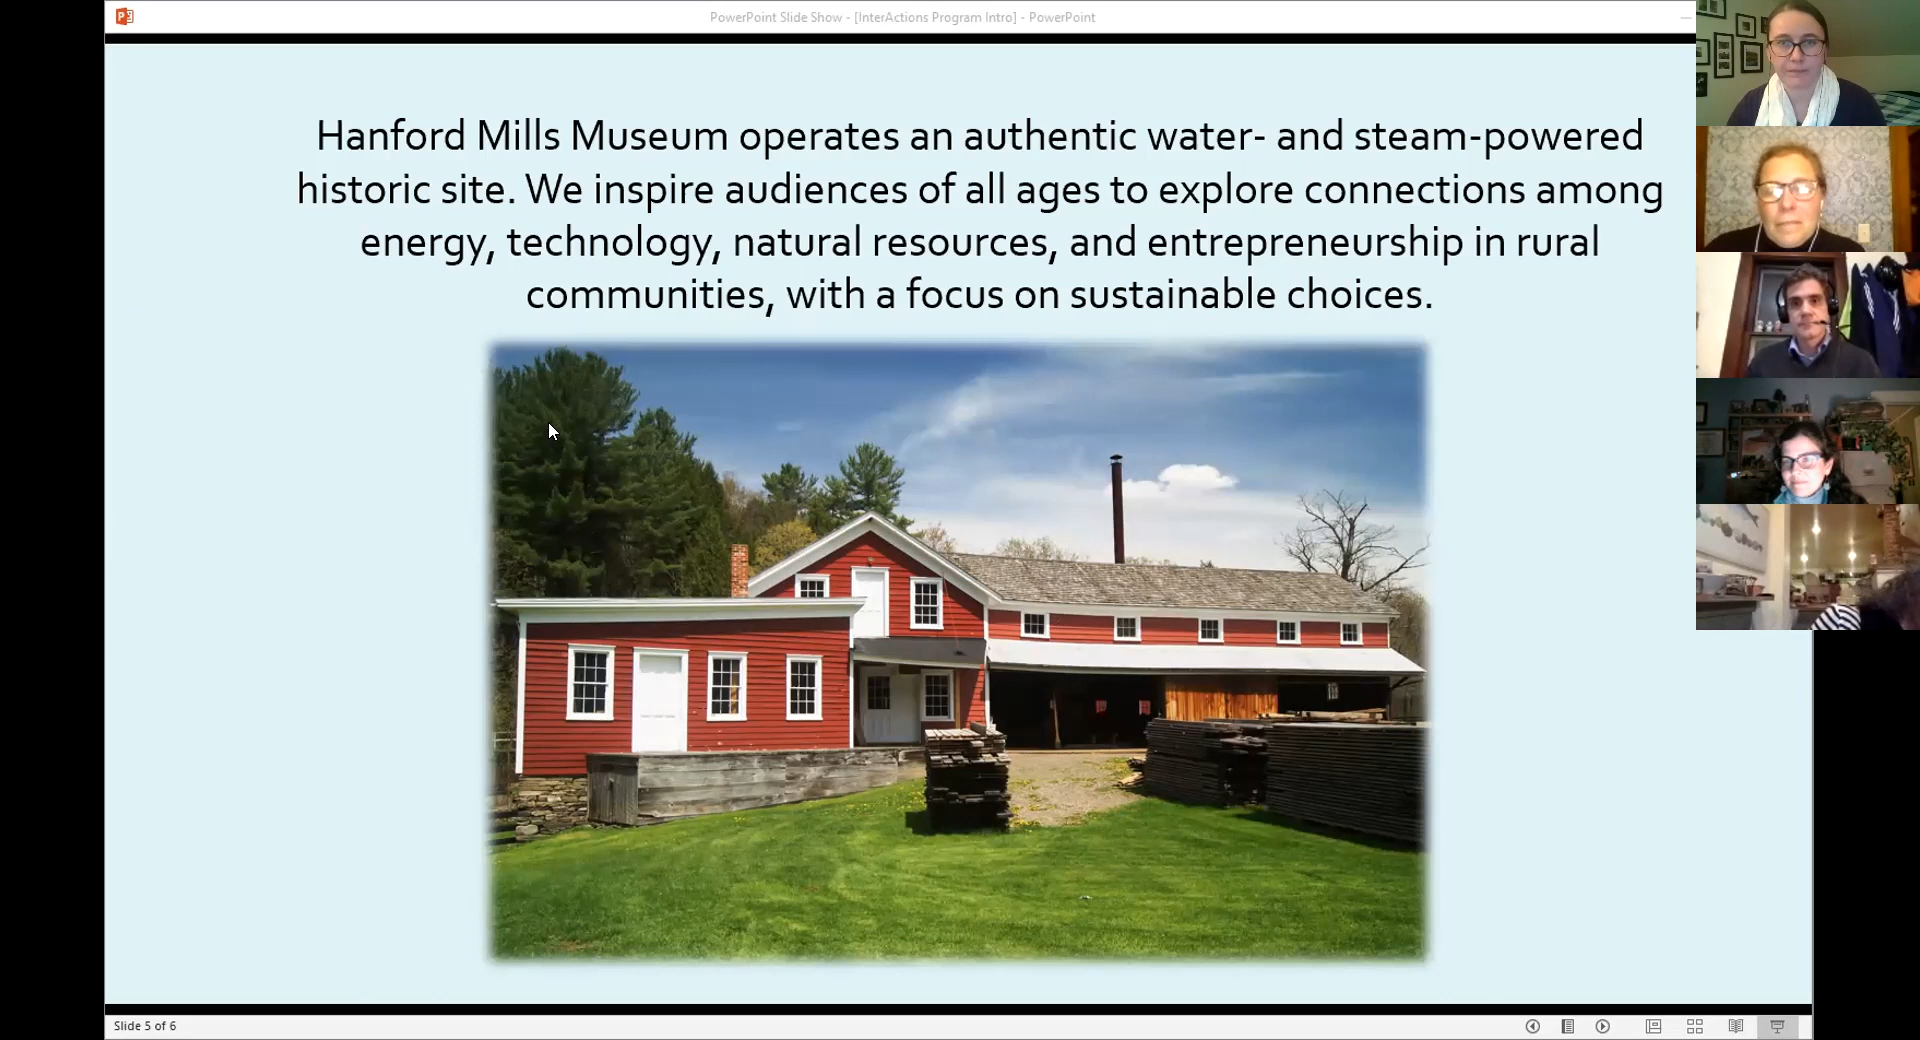 PowerPoint Slide Show - [InterActions Program Intro] - PowerPoint
Hanford Mills Museum operates an authentic water- and steam-powered
historic site. We inspire audiences of all ages to explore connections among
energy, technology, natural resources, and entrepreneurship in rural
communities, with a focus on sustainable choices.
Slide 5 of 6